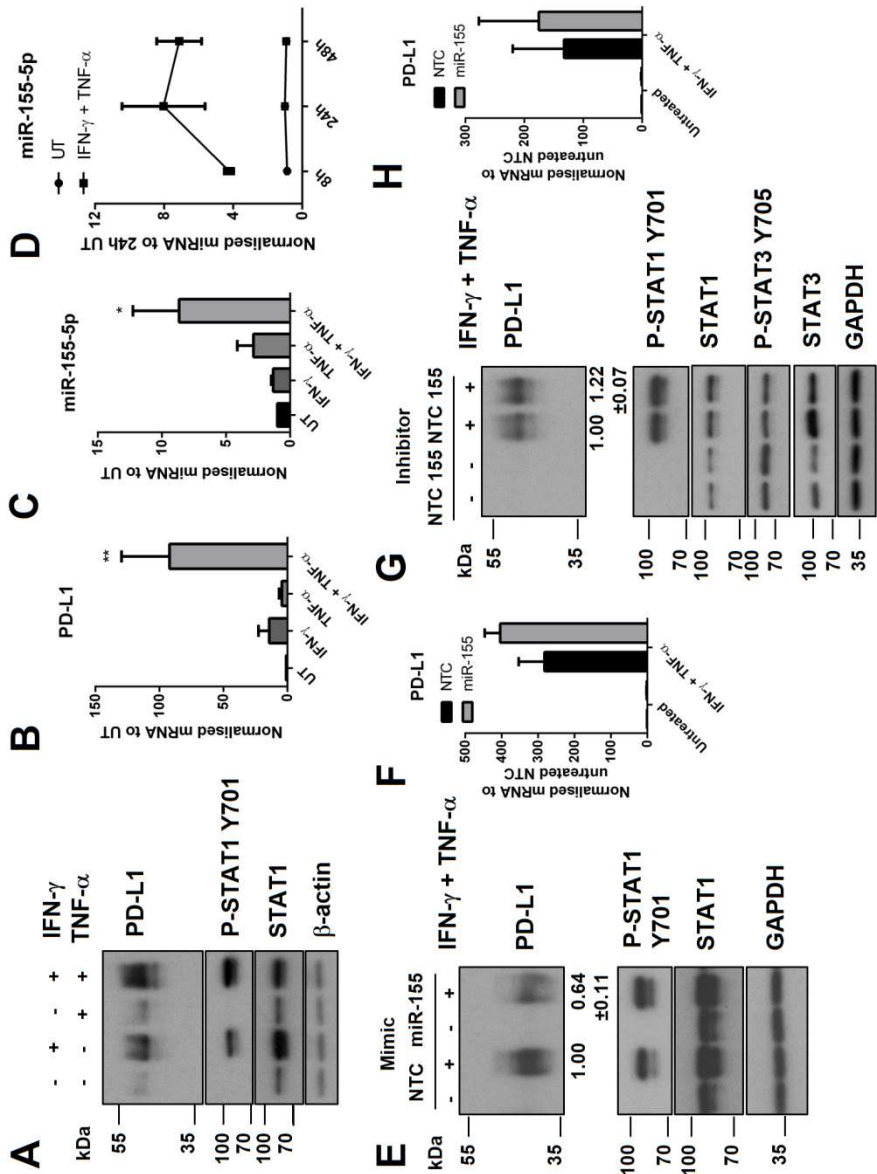 A
IFN-γ - + - +
TNF-α - - + +
kDa
55
35
PD-L1
100
70
P-STAT1 Y701
100
70
STAT1
β-actin
B
PD-L1
Normalised mRNA to UT
150
100
50
0
UT
IFN-γ
TNF-α
IFN-γ + TNF-α
**
C
miR-155-5p
Normalised miRNA to UT
15
10
5
0
UT
IFN-γ
TNF-α
IFN-γ + TNF-α
*
D
miR-155-5p
UT
IFN-γ + TNF-α
Normalised miRNA to 24h UT
12
8
4
0
8h
24h
48h
E
Mimic
NTC miR-155
kDa
- + - + IFN-γ + TNF-α
55
35
PD-L1
1.00 0.64
±0.11
100
70
P-STAT1
Y701
100
70
STAT1
35
GAPDH
F
PD-L1
NTC
miR-155
Normalised mRNA to
untreated NTC
500
400
300
200
100
0
Untreated
IFN-γ + TNF-α
G
Inhibitor
NTC 155 NTC 155
kDa
- - + + IFN-γ + TNF-α
55
35
PD-L1
1.00 1.22
±0.07
100
70
P-STAT1 Y701
STAT1
100
70
P-STAT3 Y705
100
70
STAT3
35
GAPDH
H
PD-L1
NTC
miR-155
Normalised mRNA to
untreated NTC
300
200
100
0
Untreated
IFN-γ + TNF-α